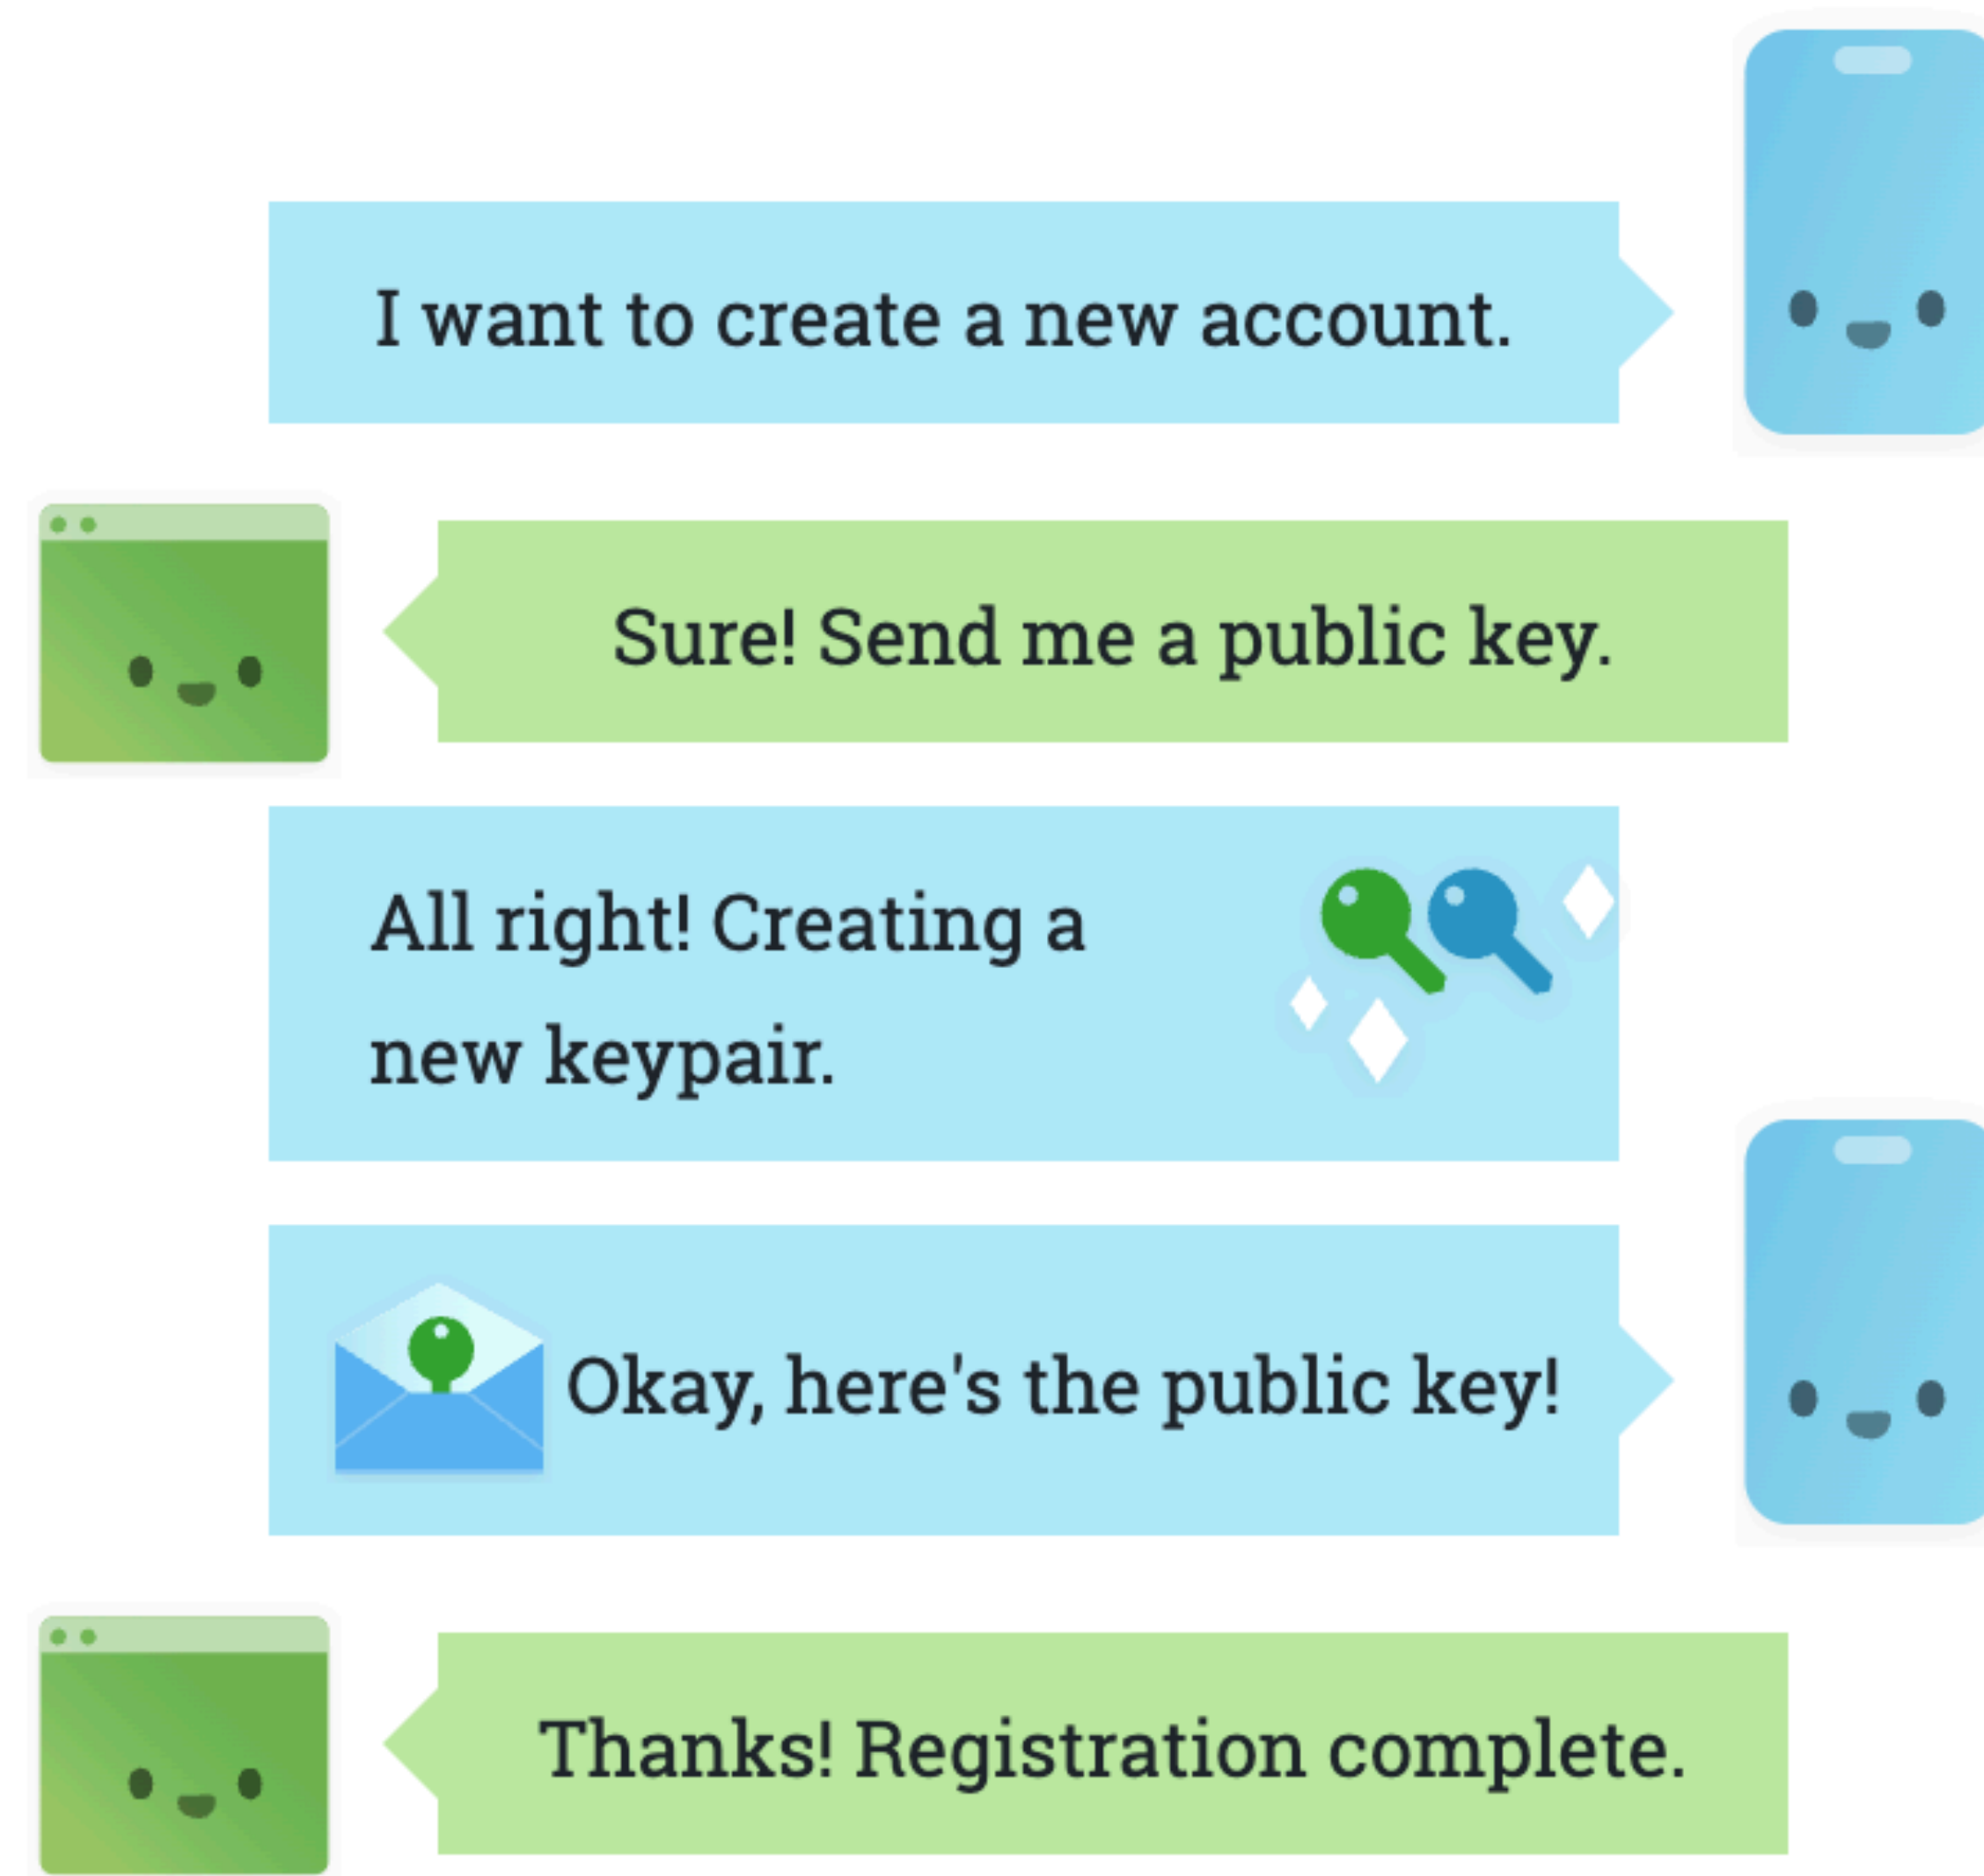 I want to create a new account.
Sure! Send me a public key.
All right! Creating a
new keypair.
Okay, here's the public key!
Thanks! Registration complete.